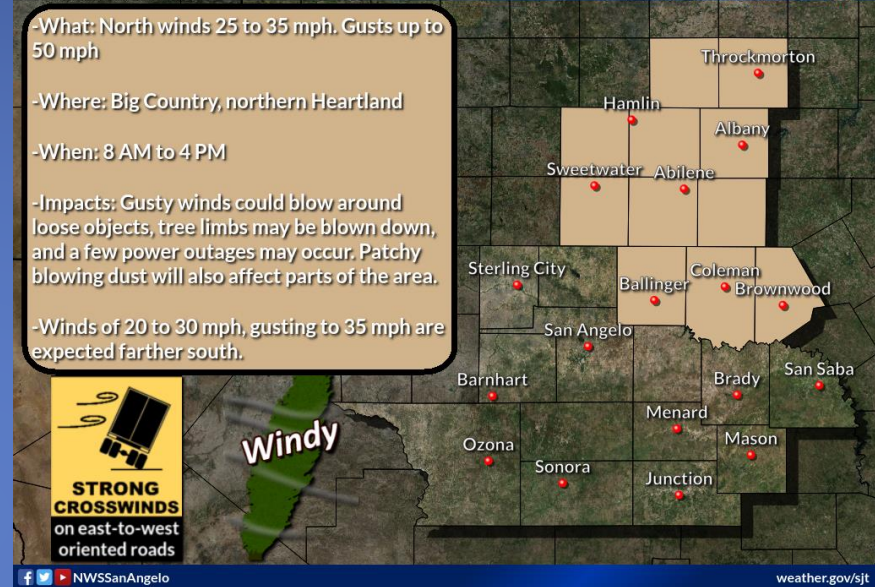 -What: North winds 25 to 35 mph. Gusts up to
50 mph
-Where: Big Country, northern Heartland
-When: 8 AM to 4 PM
-Impacts: Gusty winds could blow around
loose objects, tree limbs may be blown down,
and a few power outages may occur. Patchy
blowing dust will also affect parts of the area.
-Winds of 20 to 30 mph, gusting to 35 mph are
expected farther south.
Throckmorton
Hamlin
Albany
Sweetwater
Abilene
Sterling City
Ballinger
Coleman
Brownwood
San Angelo
Barnhart
Brady
San Saba
Menard
Ozona
Mason
Sonora
Junction
Windy
STRONG
CROSSWINDS
on east-to-west
oriented roads
NWSSanAngelo
weather.gov/sjt